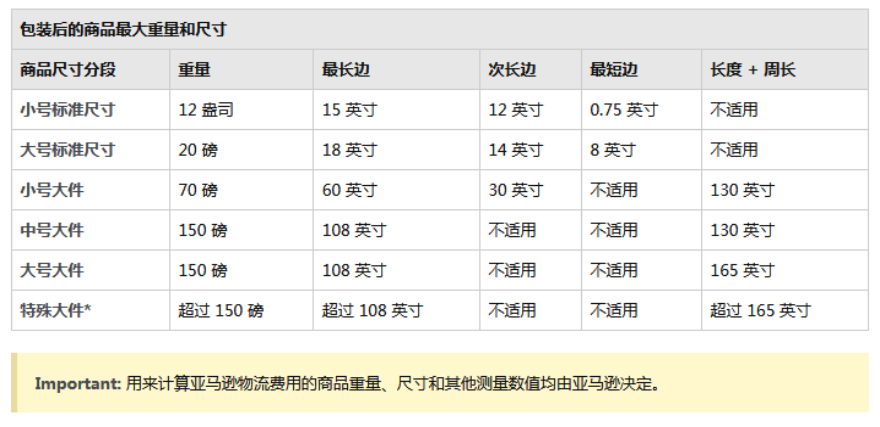 包装后的商品最大重量和尺寸
商品尺寸分段 重量 最长边 次长边 最短边 长度 + 周长
小号标准尺寸 12 盎司 15 英寸 12 英寸 0.75 英寸 不适用
大号标准尺寸 20 磅 18 英寸 14 英寸 8 英寸 不适用
小号大件 70 磅 60 英寸 30 英寸 不适用 130 英寸
中号大件 150 磅 108 英寸 不适用 不适用 130 英寸
大号大件 150 磅 108 英寸 不适用 不适用 165 英寸
特殊大件* 超过 150 磅 超过 108 英寸 不适用 不适用 超过 165 英寸
Important: 用来计算亚马逊物流费用的商品重量、尺寸和其他测量数值均由亚马逊决定。